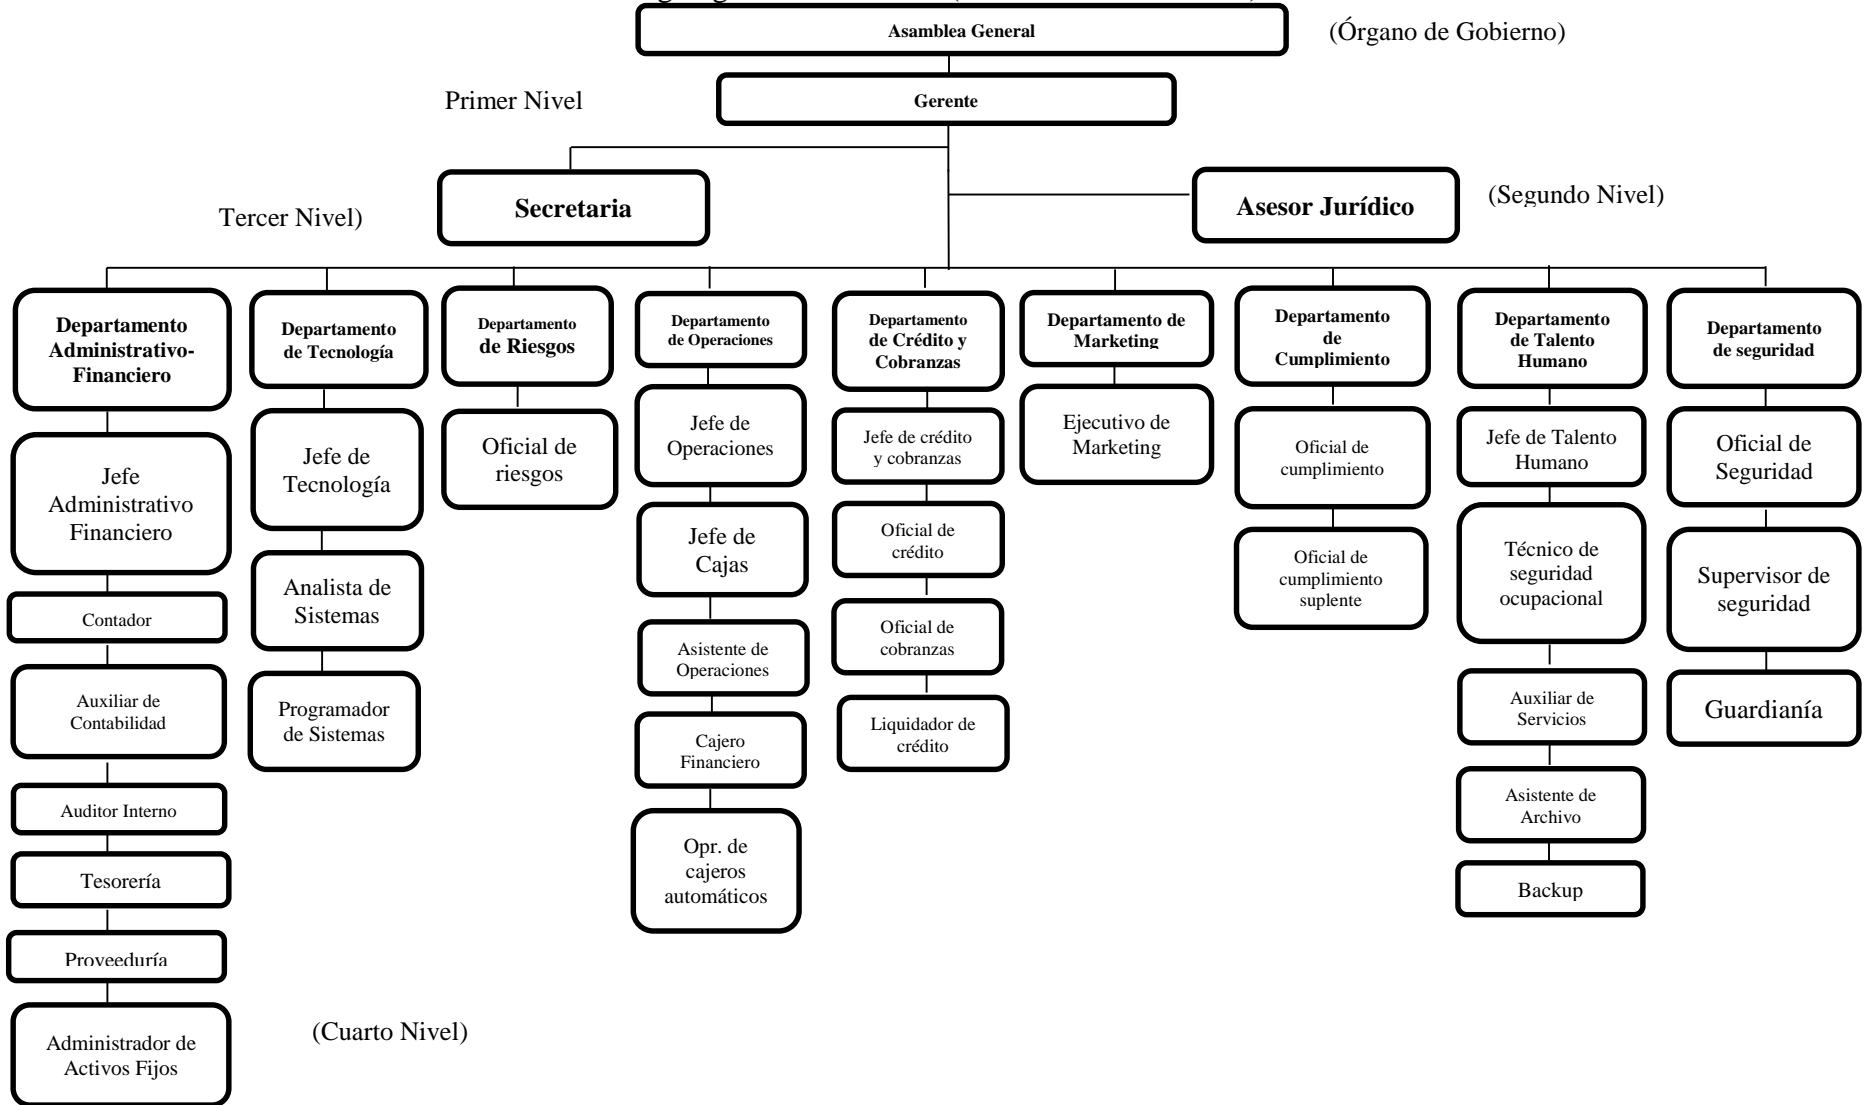 Asamblea General
(Órgano de Gobierno)
Primer Nivel
Gerente
Secretaria
Tercer Nivel)
Asesor Jurídico
(Segundo Nivel)
Departamento
Administrativo-
Financiero
Jefe
Administrativo
Financiero
Contador
Auxiliar de
Contabilidad
Auditor Interno
Tesorería
Proveeduría
Administrador de
Activos Fijos
Departamento
de Tecnología
Jefe de
Tecnología
Analista de
Sistemas
Programador
de Sistemas
Departamento
de Riesgos
Oficial de
riesgos
Departamento
de Operaciones
Jefe de
Operaciones
Jefe de
Cajas
Asistente de
Operaciones
Cajero
Financiero
Opr. de
cajeros
automáticos
Departamento
de Crédito y
Cobranzas
Jefe de crédito
y cobranzas
Oficial de
crédito
Oficial de
cobranzas
Liquidador de
crédito
Departamento de
Marketing
Ejecutivo de
Marketing
Departamento
de
Cumplimiento
Oficial de
cumplimiento
Oficial de
cumplimiento
suplente
Departamento
de Talento
Humano
Jefe de Talento
Humano
Técnico de
seguridad
ocupacional
Auxiliar de
Servicios
Asistente de
Archivo
Backup
Departamento
de seguridad
Oficial de
Seguridad
Supervisor de
seguridad
Guardianía
(Cuarto Nivel)